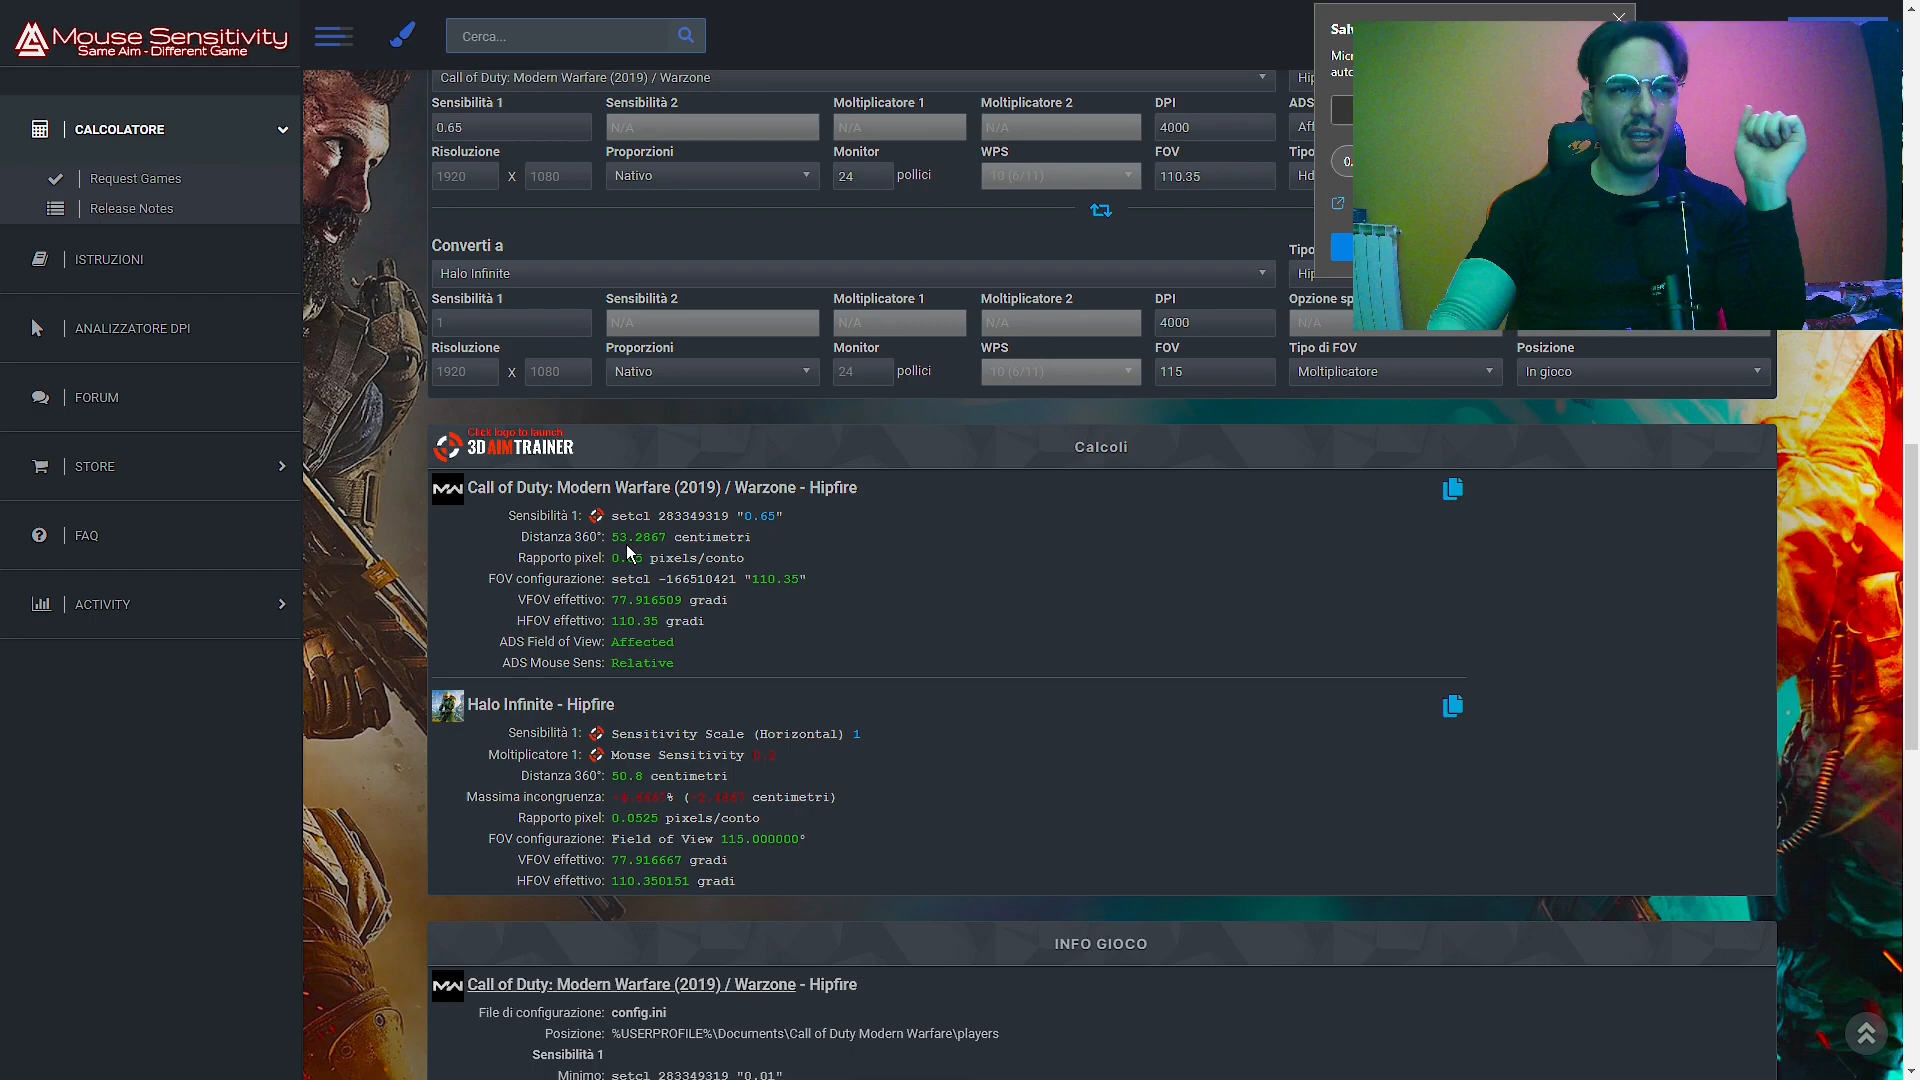 Mouse Sensitivity
Same Aim - Different Game
Cerca...
CALCOLATORE
Request Games
Release Notes
ISTRUZIONI
ANALIZZATORE DPI
FORUM
STORE
FAQ
ACTIVITY
Call of Duty: Modern Warfare (2019) / Warzone
Sensibilità 1 Sensibilità 2 Moltiplicatore 1 Moltiplicatore 2 DPI ADS
0.65 N/A N/A N/A 4000
Risoluzione Proporzioni Monitor WPS FOV Tipo
1920 X 1080 Nativo 24 pollici 10 (6/11) 110.35
Converti a Tipo
Halo Infinite
Sensibilità 1 Sensibilità 2 Moltiplicatore 1 Moltiplicatore 2 DPI Opzione
1 N/A N/A N/A 4000 N/A
Risoluzione Proporzioni Monitor WPS FOV Tipo di FOV Posizione
1920 X 1080 Nativo 24 pollici 10 (6/11) 115 Moltiplicatore In gioco
Click logo to launch
3DAIMTRAINER
Calcoli
Call of Duty: Modern Warfare (2019) / Warzone - Hipfire
Sensibilità 1: setcl 283349319 "0.65"
Distanza 360°: 53.2867 centimetri
Rapporto pixel: pixels/conto
FOV configurazione: setcl -166510421 "110.35"
VFOV effettivo: 77.916509 gradi
HFOV effettivo: 110.35 gradi
ADS Field of View: Affected
ADS Mouse Sens: Relative
Halo Infinite - Hipfire
Sensibilità 1: Sensitivity Scale (Horizontal) 1
Moltiplicatore 1: Mouse Sensitivity 0.2
Distanza 360°: 50.8 centimetri
Massima incongruenza: % ( centimetri)
Rapporto pixel: 0.0525 pixels/conto
FOV configurazione: Field of View 115.000000°
VFOV effettivo: 77.916667 gradi
HFOV effettivo: 110.350151 gradi
INFO GIOCO
Call of Duty: Modern Warfare (2019) / Warzone - Hipfire
File di configurazione: config.ini
Posizione: %USERPROFILE%\Documents\Call of Duty Modern Warfare\players
Sensibilità 1
Minimo: setcl 283349319 "0.01"